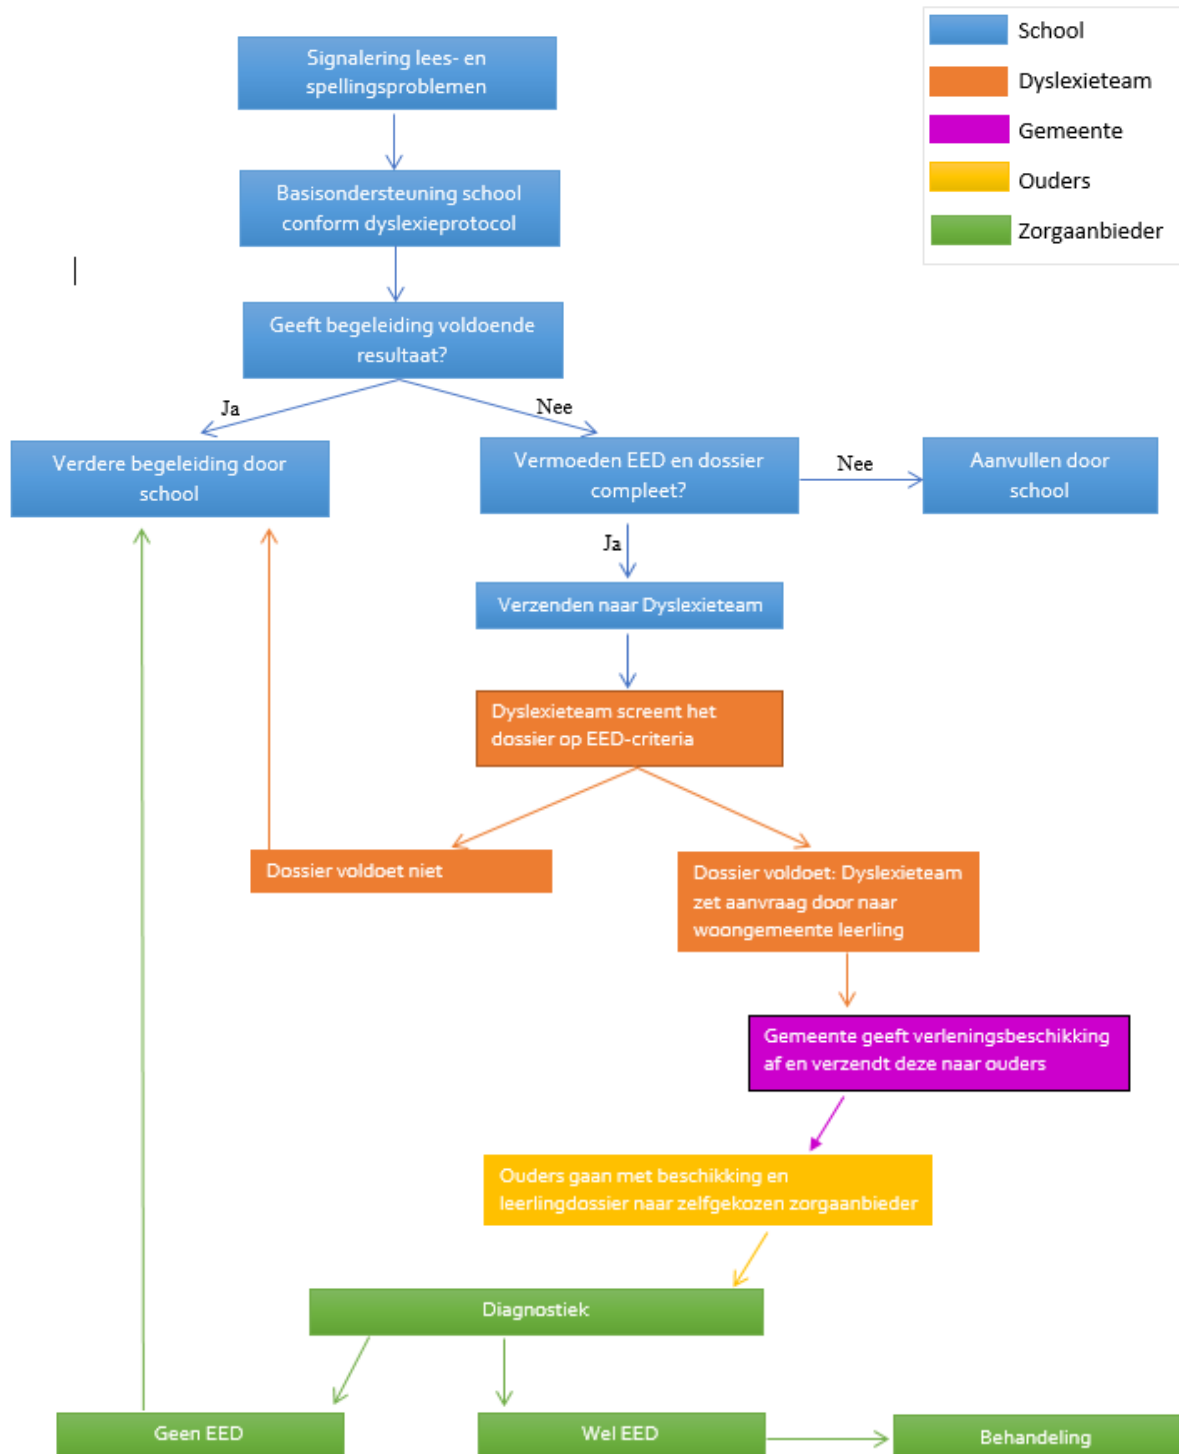 School
Dyslexieteam
Gemeente
Ouders
Zorgaanbieder
Signalering lees- en
spellingsproblemen
Basisondersteuning school
conform dyslexieprotocol
Geeft begeleiding voldoende
resultaat?
Ja
Nee
Verdere begeleiding door
school
Vermoeden EED en dossier
compleet?
Nee
Aanvullen door
school
Ja
Verzenden naar Dyslexieteam
Dyslexieteam screent het
dossier op EED-criteria
Dossier voldoet niet
Dossier voldoet: Dyslexieteam
zet aanvraag door naar
woongemeente leerling
Gemeente geeft verleningsbeschikking
af en verzendt deze naar ouders
Ouders gaan met beschikking en
leerlingdossier naar zelfgekozen zorgaanbieder
Diagnostiek
Geen EED
Wel EED
Behandeling